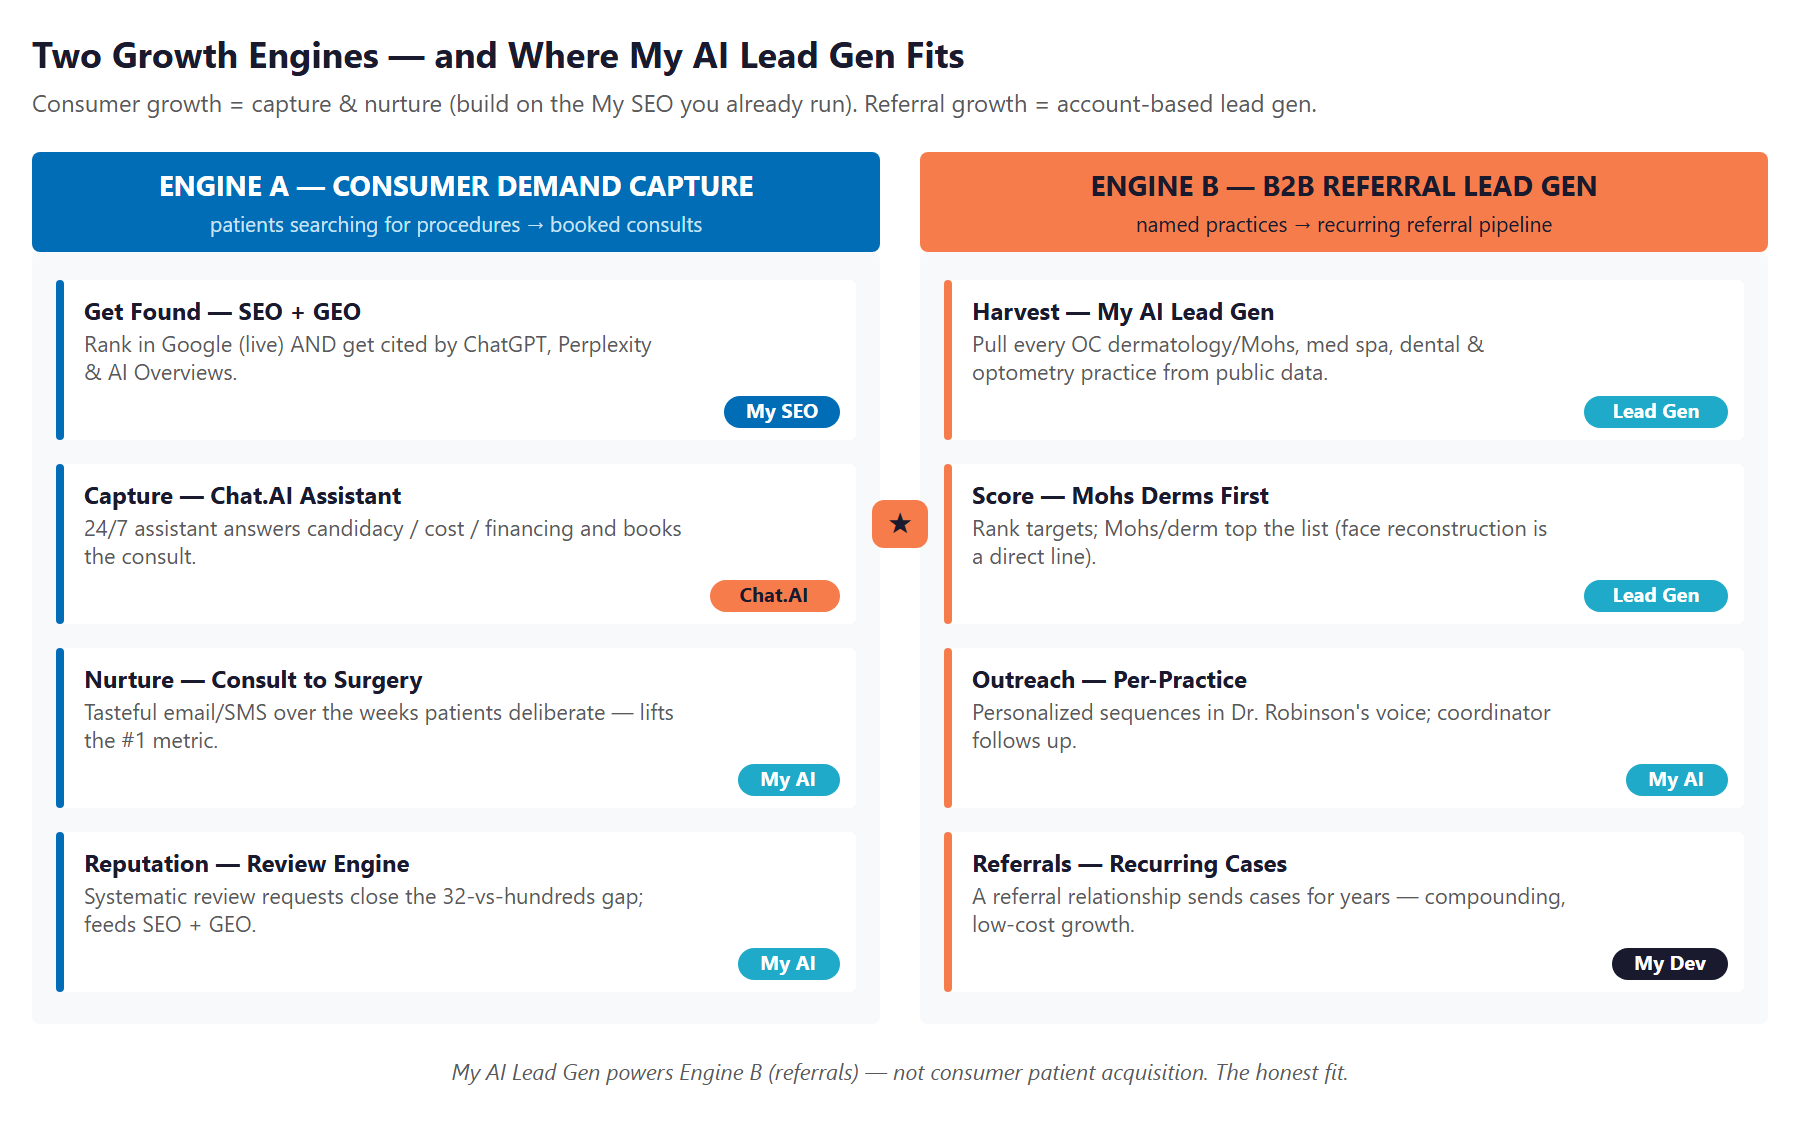 Two Growth Engines — and Where My AI Lead Gen Fits
Consumer growth = capture & nurture (build on the My SEO you already run). Referral growth = account-based lead gen.
ENGINE A — CONSUMER DEMAND CAPTURE
patients searching for procedures → booked consults
Get Found — SEO + GEO
Rank in Google (live) AND get cited by ChatGPT, Perplexity
& AI Overviews.
My SEO
Capture — Chat.AI Assistant
24/7 assistant answers candidacy / cost / financing and books
the consult.
Chat.AI
Nurture — Consult to Surgery
Tasteful email/SMS over the weeks patients deliberate — lifts
the #1 metric.
My AI
Reputation — Review Engine
Systematic review requests close the 32-vs-hundreds gap;
feeds SEO + GEO.
My AI
★
ENGINE B — B2B REFERRAL LEAD GEN
named practices → recurring referral pipeline
Harvest — My AI Lead Gen
Pull every OC dermatology/Mohs, med spa, dental &
optometry practice from public data.
Lead Gen
Score — Mohs Derms First
Rank targets; Mohs/derm top the list (face reconstruction is
a direct line).
Lead Gen
Outreach — Per-Practice
Personalized sequences in Dr. Robinson's voice; coordinator
follows up.
My AI
Referrals — Recurring Cases
A referral relationship sends cases for years — compounding,
low-cost growth.
My Dev
My AI Lead Gen powers Engine B (referrals) — not consumer patient acquisition. The honest fit.